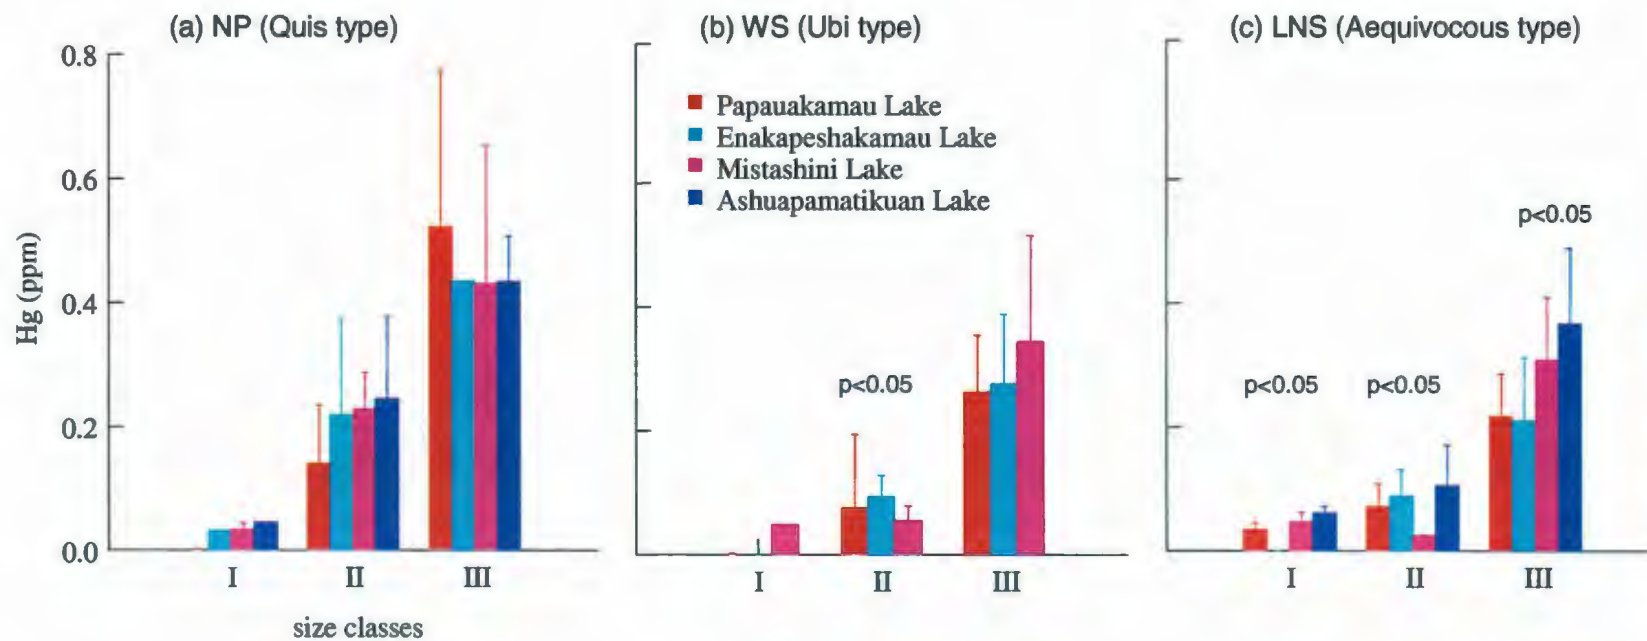 (a) NP (Quis type)
(b) WS (Ubi type)
(c) LNS (Aequivocous type)
0.8
0.6
0.4
0.2
0.0
Hg (ppm)
Papauakamau Lake
Enakapeshakamau Lake
Mistashini Lake
Ashuapamatikuan Lake
p<0.05
p<0.05
p<0.05
p<0.05
I
II
III
I
II
III
I
II
III
size classes